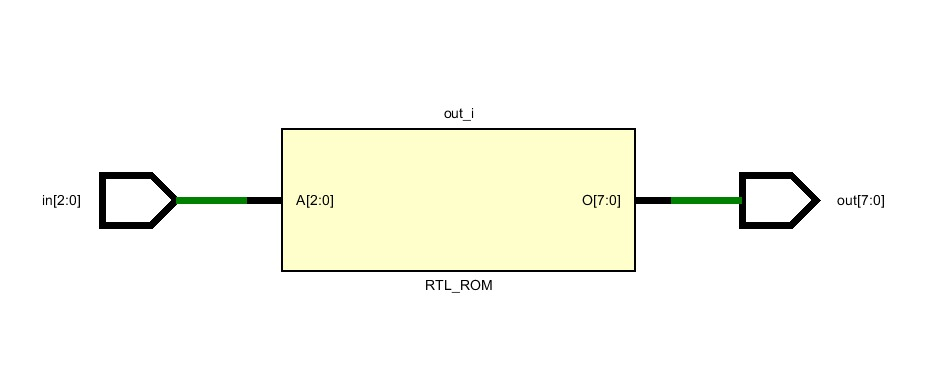 out_i
in[2:0]
A[2:0]
O[7:0]
out[7:0]
RTL_ROM